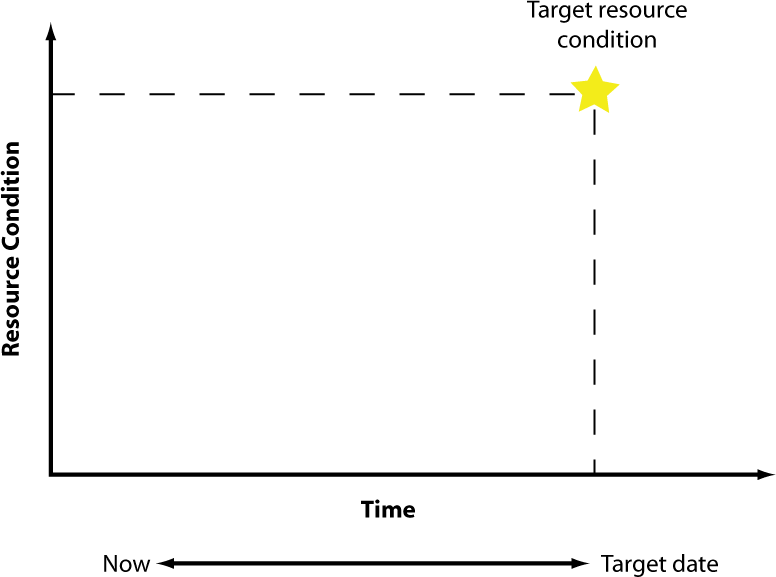 Target resource
condition
Resource Condition
Time
Now
Target date